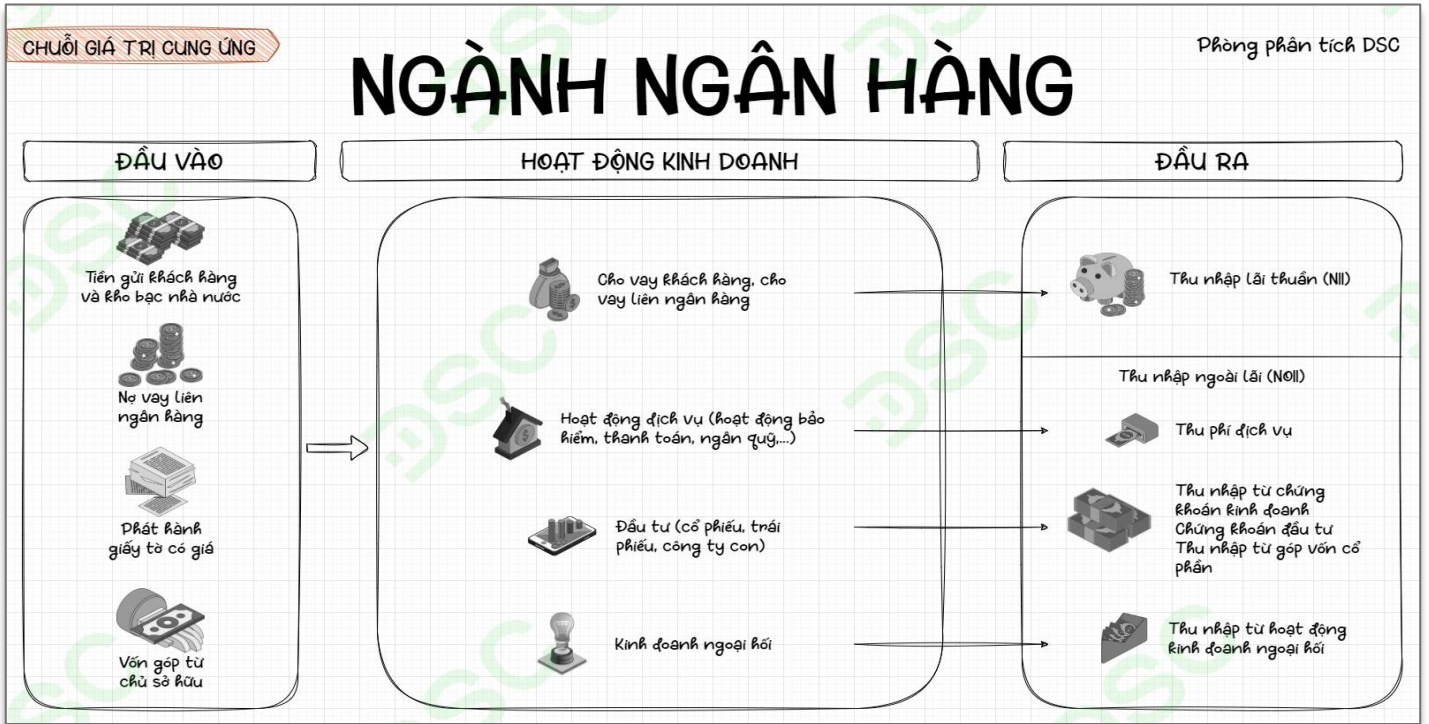 CHUỖI GIÁ TRỊ CUNG ỨNG
NGÀNH NGÂN HÀNG
Phòng phân tích DSC
ĐẦU VÀO
HOẠT ĐỘNG KINH DOANH
ĐẦU RA
Tiền gửi khách hàng
và kho bạc nhà nước
Nợ vay liên
ngân hàng
Phát hành
giấy tờ có giá
Vốn góp từ
chủ sở hữu
Cho vay khách hàng, cho
vay liên ngân hàng
Hoạt động dịch vụ (hoạt động bảo
hiểm, thanh toán, ngân quỹ,...)
Đầu tư (cổ phiếu, trái
phiếu, công ty con)
Kinh doanh ngoại hối
Thu nhập lãi thuần (NII)
Thu nhập ngoài lãi (NOII)
Thu phí dịch vụ
Thu nhập từ chứng
khoán kinh doanh
Chứng khoán đầu tư
Thu nhập từ góp vốn cổ
phần
Thu nhập từ hoạt động
kinh doanh ngoại hối
DSC
DSC
DSC
DSC